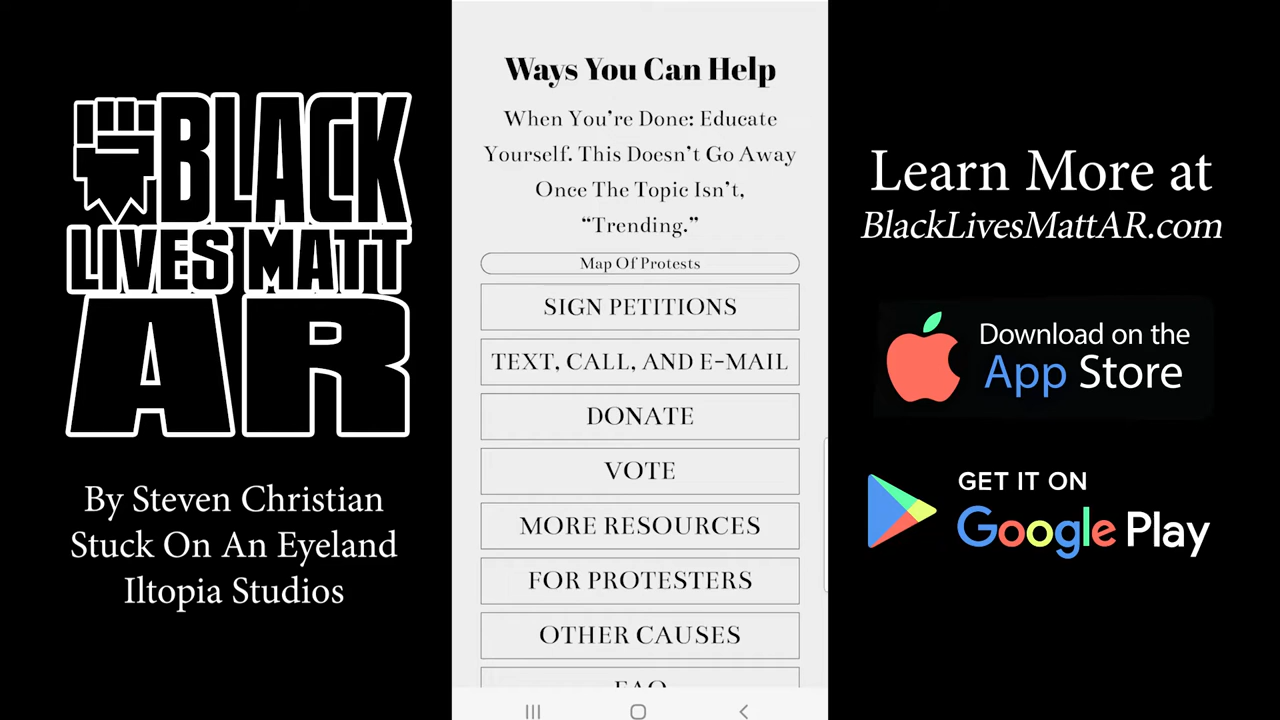 BLACK
LIVES MATT
AR
By Steven Christian
Stuck On An Eyeland
Iltopia Studios
Ways You Can Help
When You’re Done: Educate
Yourself. This Doesn’t Go Away
Once The Topic Isn’t,
“Trending.”
Map Of Protests
SIGN PETITIONS
TEXT, CALL, AND E-MAIL
DONATE
VOTE
MORE RESOURCES
FOR PROTESTERS
OTHER CAUSES
FAQ
Learn More at
BlackLivesMattAR.com
Download on the
App Store
GET IT ON
Google Play